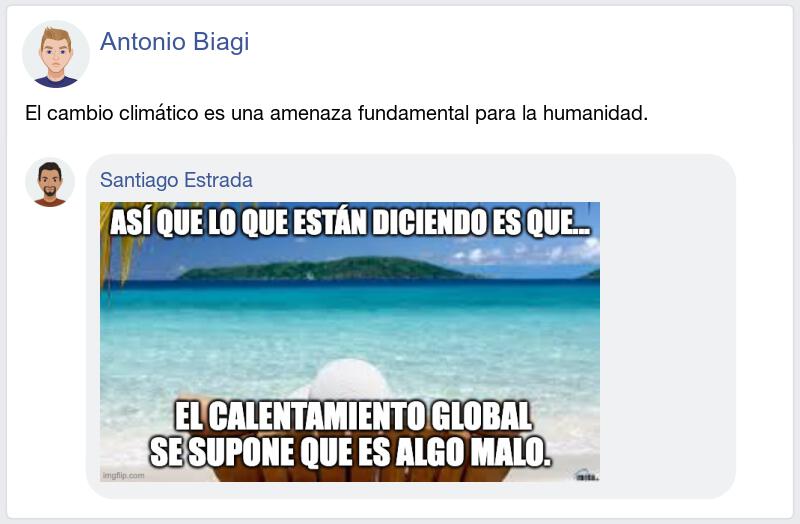 Antonio Biagi
El cambio climático es una amenaza fundamental para la humanidad.
Santiago Estrada
ASÍ QUE LO QUE ESTÁN DICIENDO ES QUE...
EL CALENTAMIENTO GLOBAL
SE SUPONE QUE ES ALGO MALO.
imgflip.com